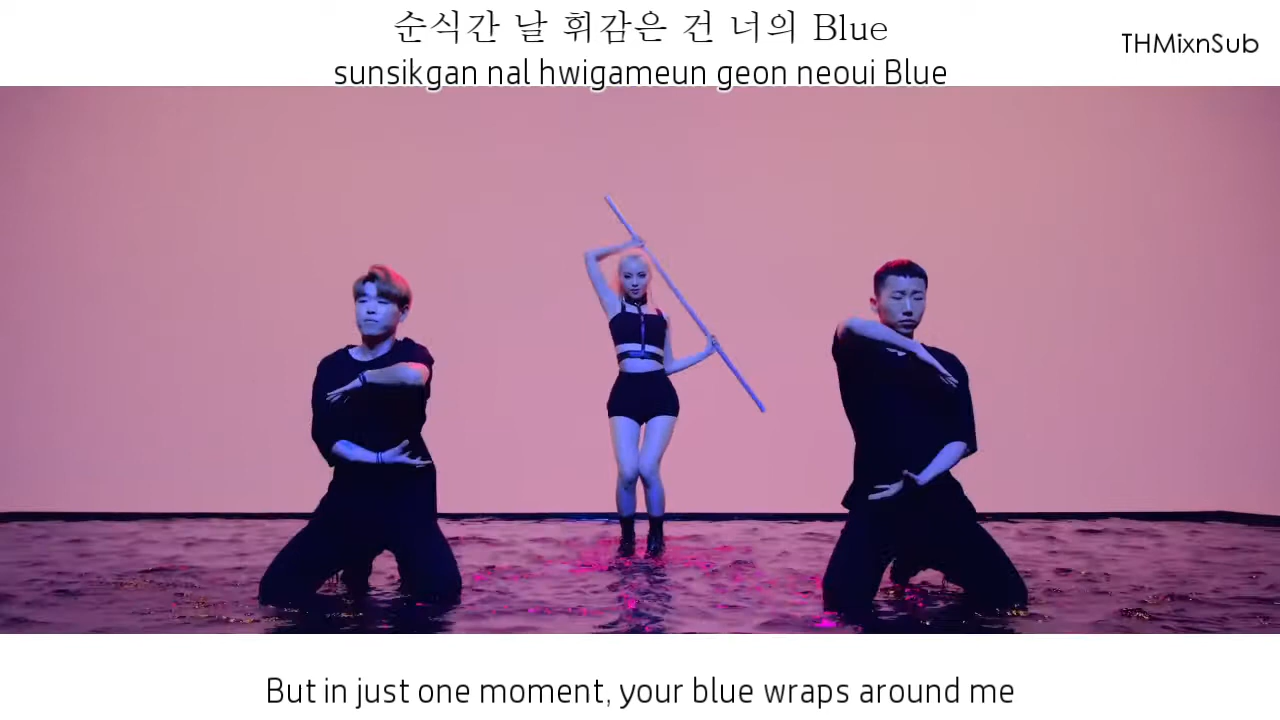 순식간 날 휘감은 건 너의 Blue
THMixnSub
sunsikgan nal hwigameun geon neoui Blue
But in just one moment, your blue wraps around me